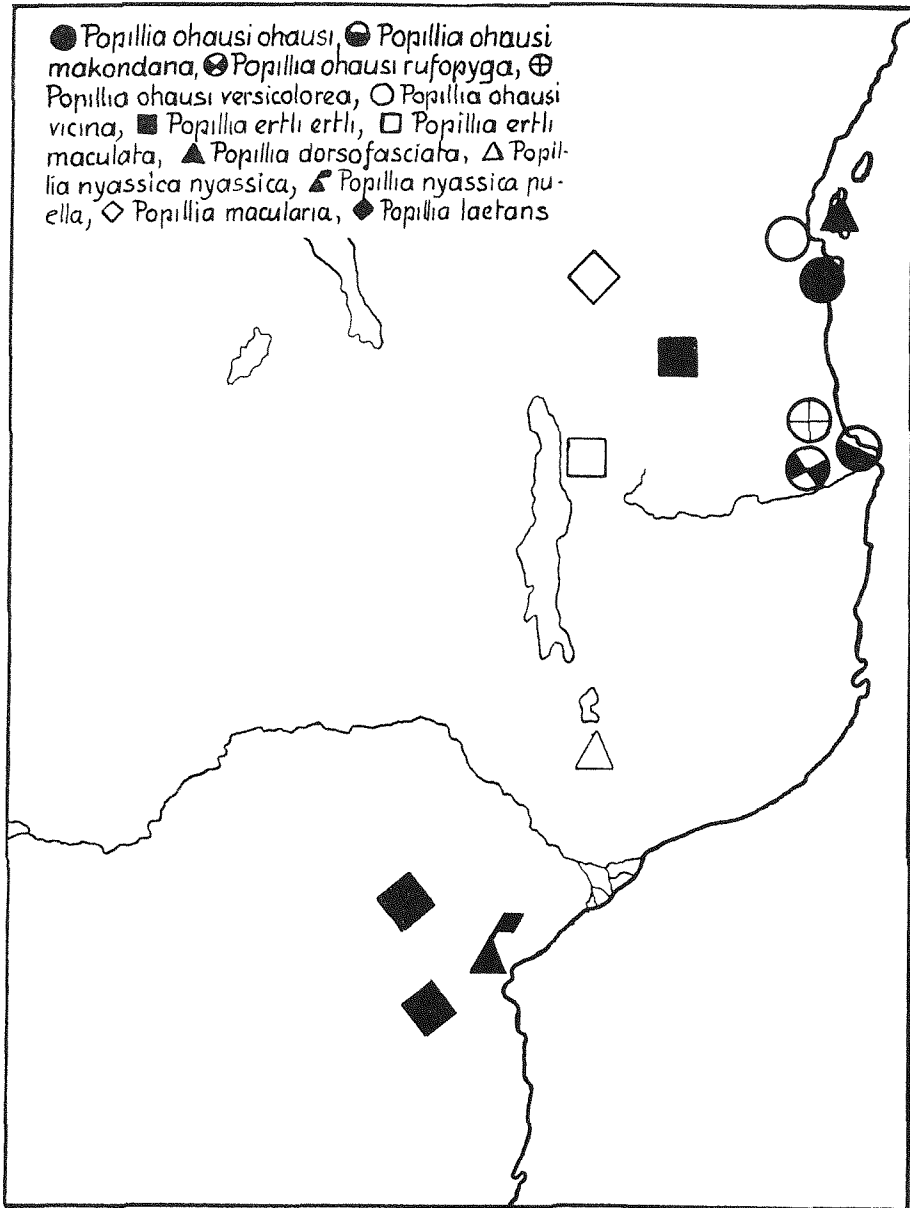 ● Popillia ohausi ohausi, Popillia ohausi
makondana, Popillia ohausi rufopyga, ⊕
Popillia ohausi versicolorea, ○ Popillia ohausi
vicina, ■ Popillia ertli ertli, □ Popillia ertli
maculata, ▲ Popillia dorsofasciata, △ Popil-
lia nyassica nyassica, Popillia nyassica pu-
ella, ◇ Popillia macularia, ◆ Popillia laetans